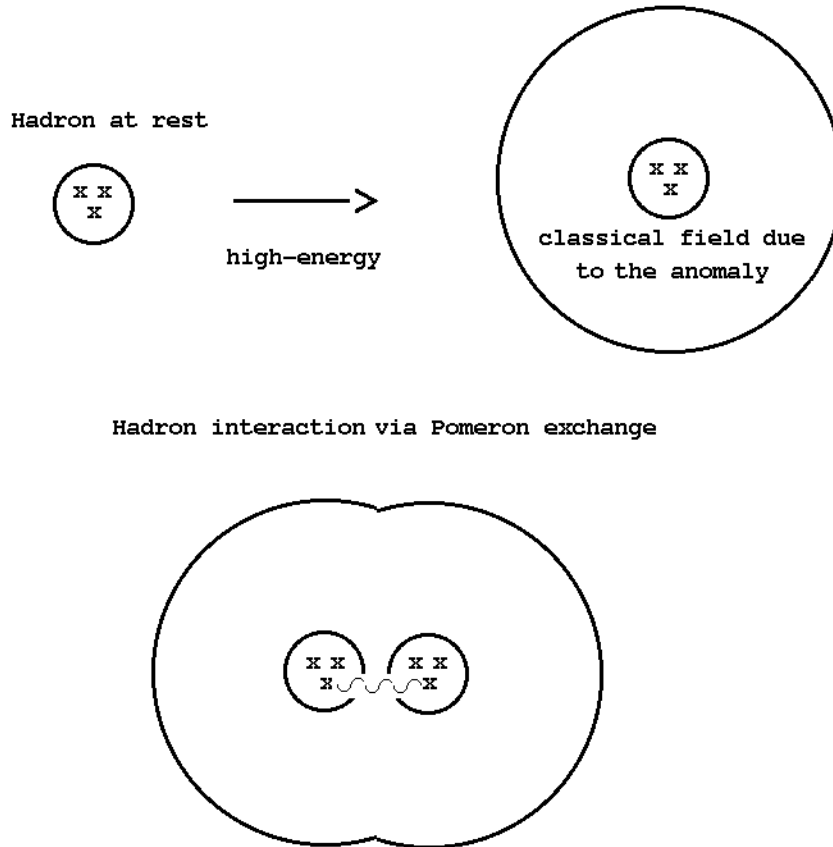 Hadron at rest
x x
x
high-energy
x x
x
classical field due
to the anomaly
Hadron interaction via Pomeron exchange
x x
x
x x
x